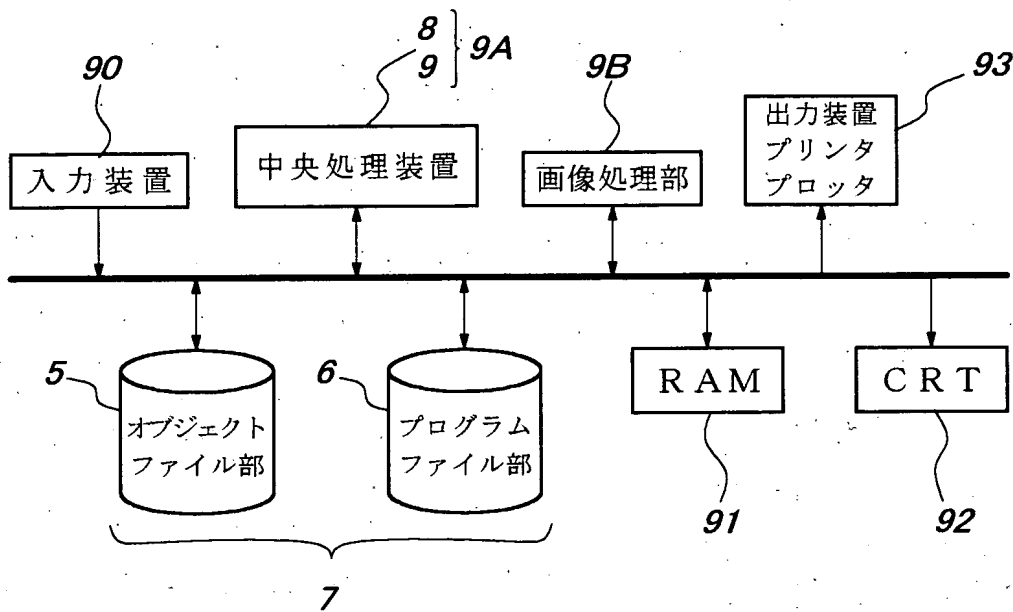 8
9
9A
90
9B
93
入力装置
中央処理装置
画像処理部
出力装置
プリンタ
プロッタ
5
6
オブジェクト
ファイル部
プログラム
ファイル部
RAM
CRT
91
92
7